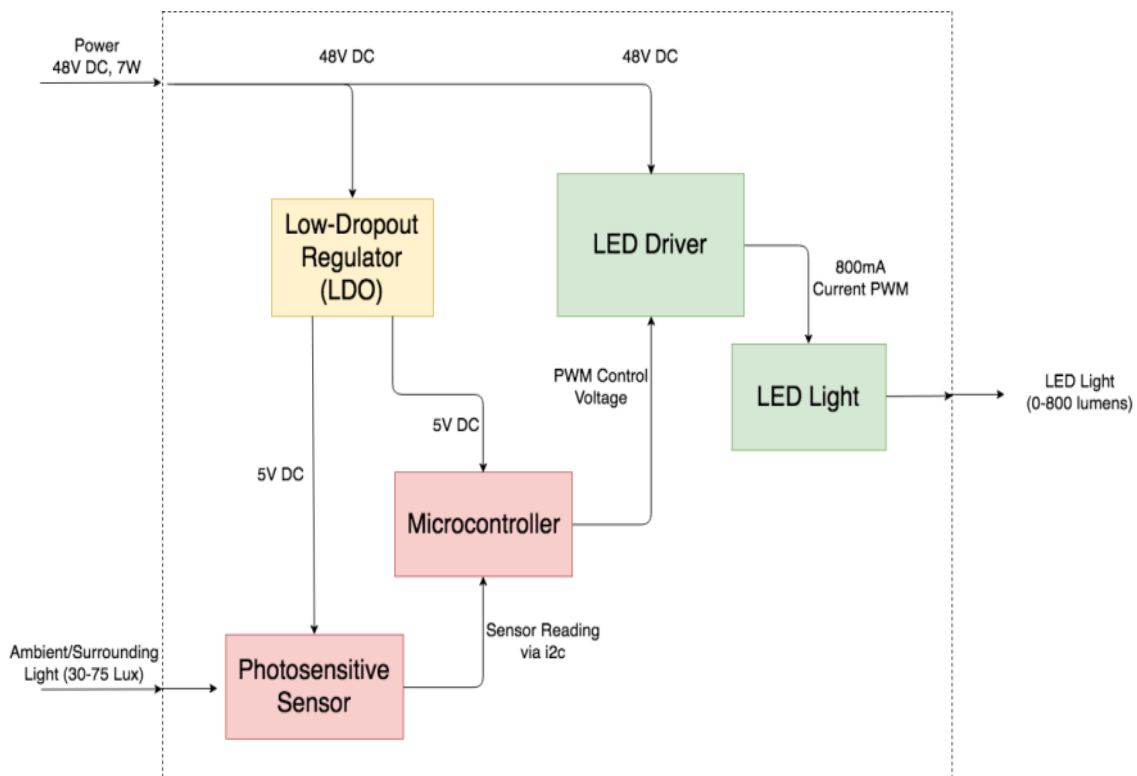 Power
48V DC, 7W
48V DC
48V DC
Low-Dropout
Regulator
(LDO)
LED Driver
800mA
Current PWM
PWM Control
Voltage
LED Light
LED Light
(0-800 lumens)
5V DC
5V DC
Microcontroller
Ambient/Surrounding
Light (30-75 Lux)
Photosensitive
Sensor
Sensor Reading
via i2c